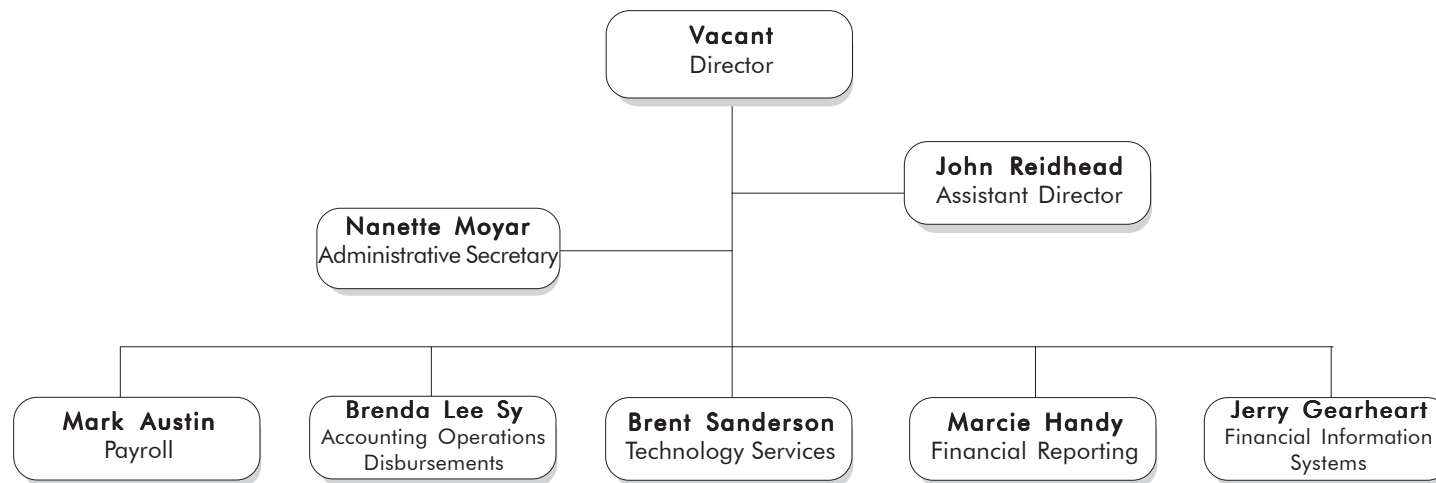 Vacant
Director
John Reidhead
Assistant Director
Nanette Moyar
Administrative Secretary
Mark Austin
Payroll
Brenda Lee Sy
Accounting Operations
Disbursements
Brent Sanderson
Technology Services
Marcie Handy
Financial Reporting
Jerry Gearheart
Financial Information
Systems